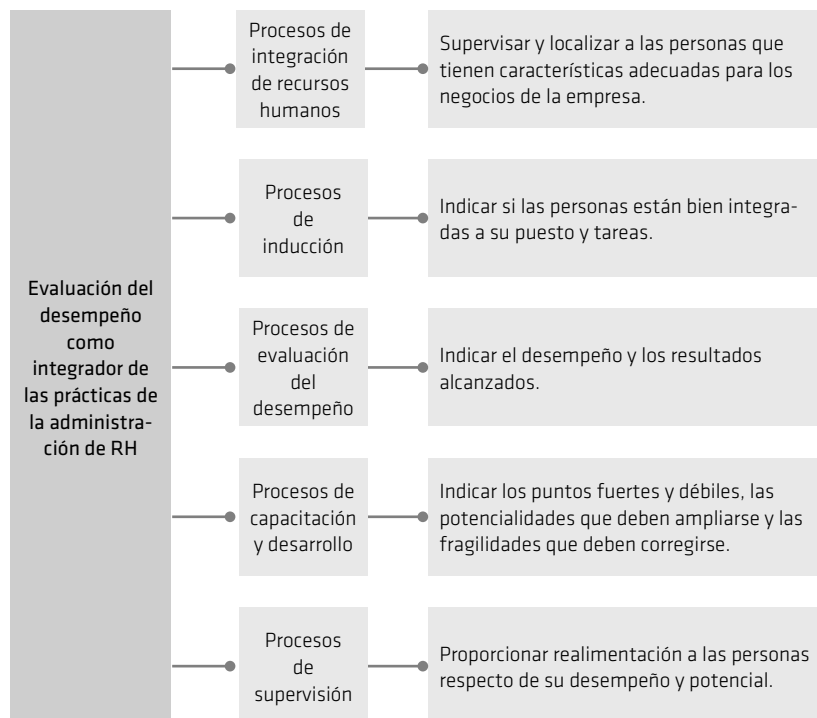 Evaluación del
desempeño
como
integrador de
las prácticas de
la administra-
ción de RH
Procesos de
integración
de recursos
humanos
Supervisar y localizar a las personas que
tienen características adecuadas para los
negocios de la empresa.
Procesos
de
inducción
Indicar si las personas están bien integra-
das a su puesto y tareas.
Procesos de
evaluación
del
desempeño
Indicar el desempeño y los resultados
alcanzados.
Procesos de
capacitación
y desarrollo
Indicar los puntos fuertes y débiles, las
potencialidades que deben ampliarse y las
fragilidades que deben corregirse.
Procesos
de
supervisión
Proporcionar realimentación a las personas
respecto de su desempeño y potencial.